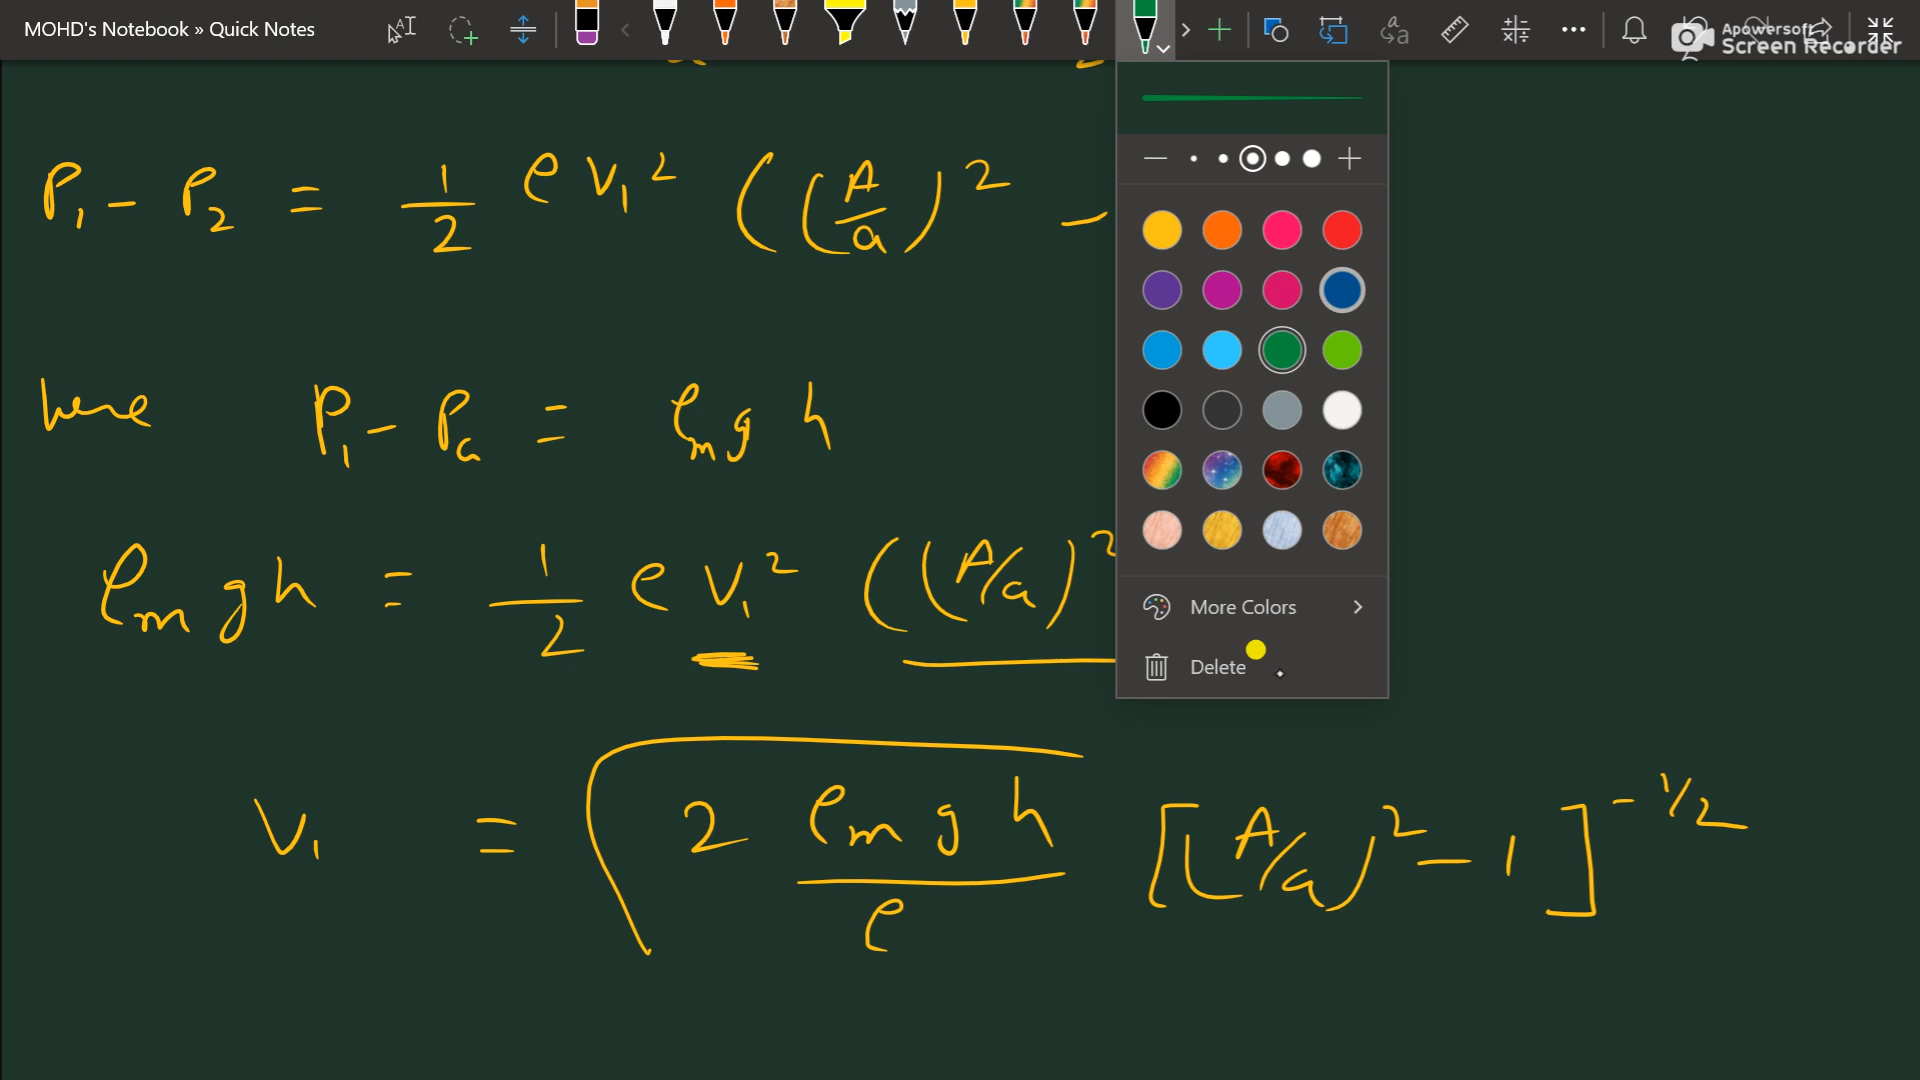 MOHD's Notebook » Quick Notes
Apowersoft
Screen Recorder
P₁ - P₂ = 1/2 ρ v₁² ((A/a)² -
here P₁ - Pa = ρm g h
ρm g h = 1/2 ρ v₁² ((A/a)²
More Colors
Delete
v₁ = √(2 ρm g h / ρ) [(A/a)² - 1]^(-1/2)